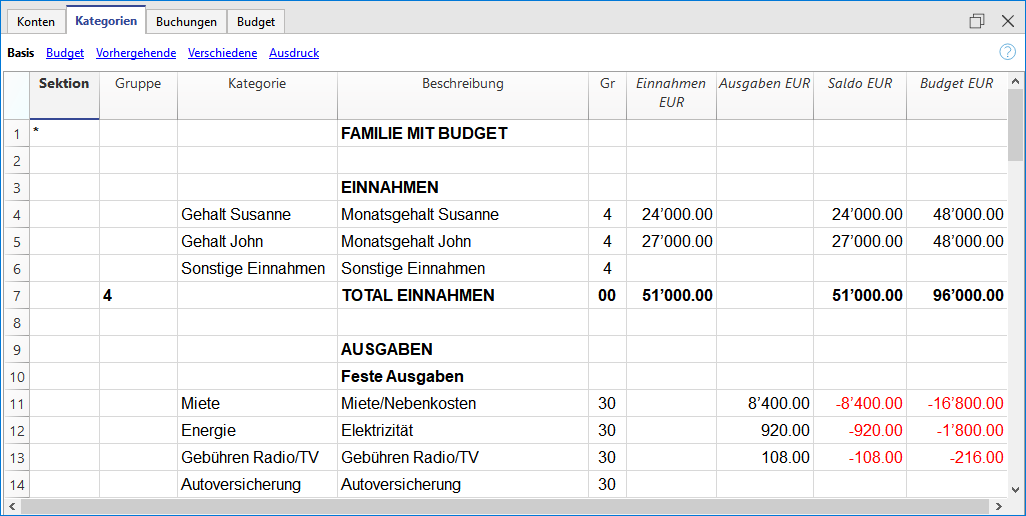 Konten Kategorien Buchungen Budget
Basis Budget Vorhergehende Verschiedene Ausdruck ?
Sektion Gruppe Kategorie Beschreibung Gr Einnahmen EUR Ausgaben EUR Saldo EUR Budget EUR
1 * FAMILIE MIT BUDGET
2
3 EINNAHMEN
4 Gehalt Susanne Monatsgehalt Susanne 4 24’000.00 24’000.00 48’000.00
5 Gehalt John Monatsgehalt John 4 27’000.00 27’000.00 48’000.00
6 Sonstige Einnahmen Sonstige Einnahmen 4
7 4 TOTAL EINNAHMEN 00 51’000.00 51’000.00 96’000.00
8
9 AUSGABEN
10 Feste Ausgaben
11 Miete Miete/Nebenkosten 30 8’400.00 -8’400.00 -16’800.00
12 Energie Elektrizität 30 920.00 -920.00 -1’800.00
13 Gebühren Radio/TV Gebühren Radio/TV 30 108.00 -108.00 -216.00
14 Autoversicherung Autoversicherung 30